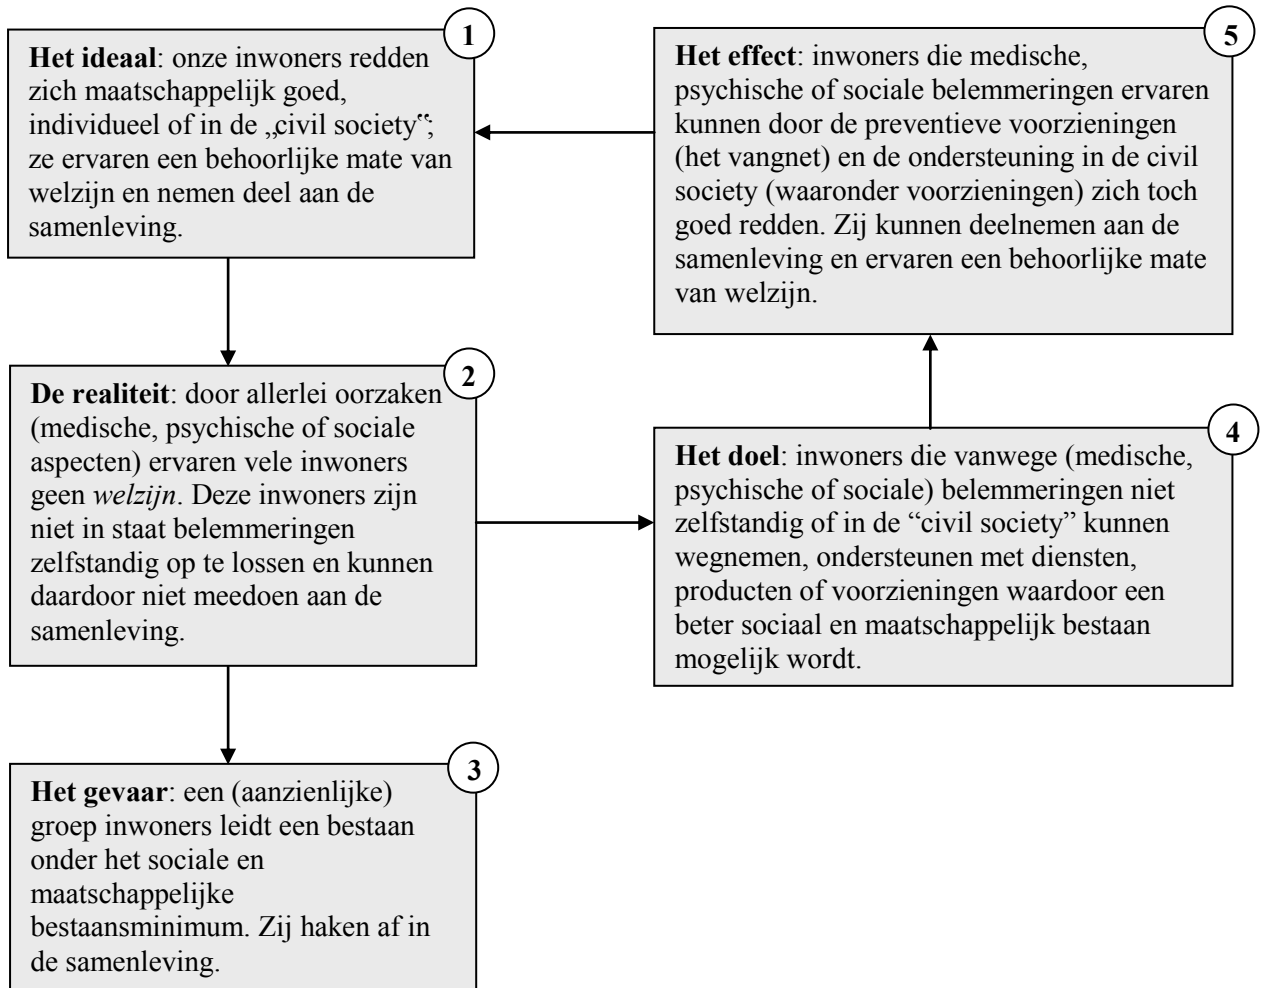 1
Het ideaal: onze inwoners redden
zich maatschappelijk goed,
individueel of in de „civil society‟;
ze ervaren een behoorlijke mate van
welzijn en nemen deel aan de
samenleving.
2
De realiteit: door allerlei oorzaken
(medische, psychische of sociale
aspecten) ervaren vele inwoners
geen welzijn. Deze inwoners zijn
niet in staat belemmeringen
zelfstandig op te lossen en kunnen
daardoor niet meedoen aan de
samenleving.
3
Het gevaar: een (aanzienlijke)
groep inwoners leidt een bestaan
onder het sociale en
maatschappelijke
bestaansminimum. Zij haken af in
de samenleving.
4
Het doel: inwoners die vanwege (medische,
psychische of sociale) belemmeringen niet
zelfstandig of in de “civil society” kunnen
wegnemen, ondersteunen met diensten,
producten of voorzieningen waardoor een
beter sociaal en maatschappelijk bestaan
mogelijk wordt.
5
Het effect: inwoners die medische,
psychische of sociale belemmeringen ervaren
kunnen door de preventieve voorzieningen
(het vangnet) en de ondersteuning in de civil
society (waaronder voorzieningen) zich toch
goed redden. Zij kunnen deelnemen aan de
samenleving en ervaren een behoorlijke mate
van welzijn.